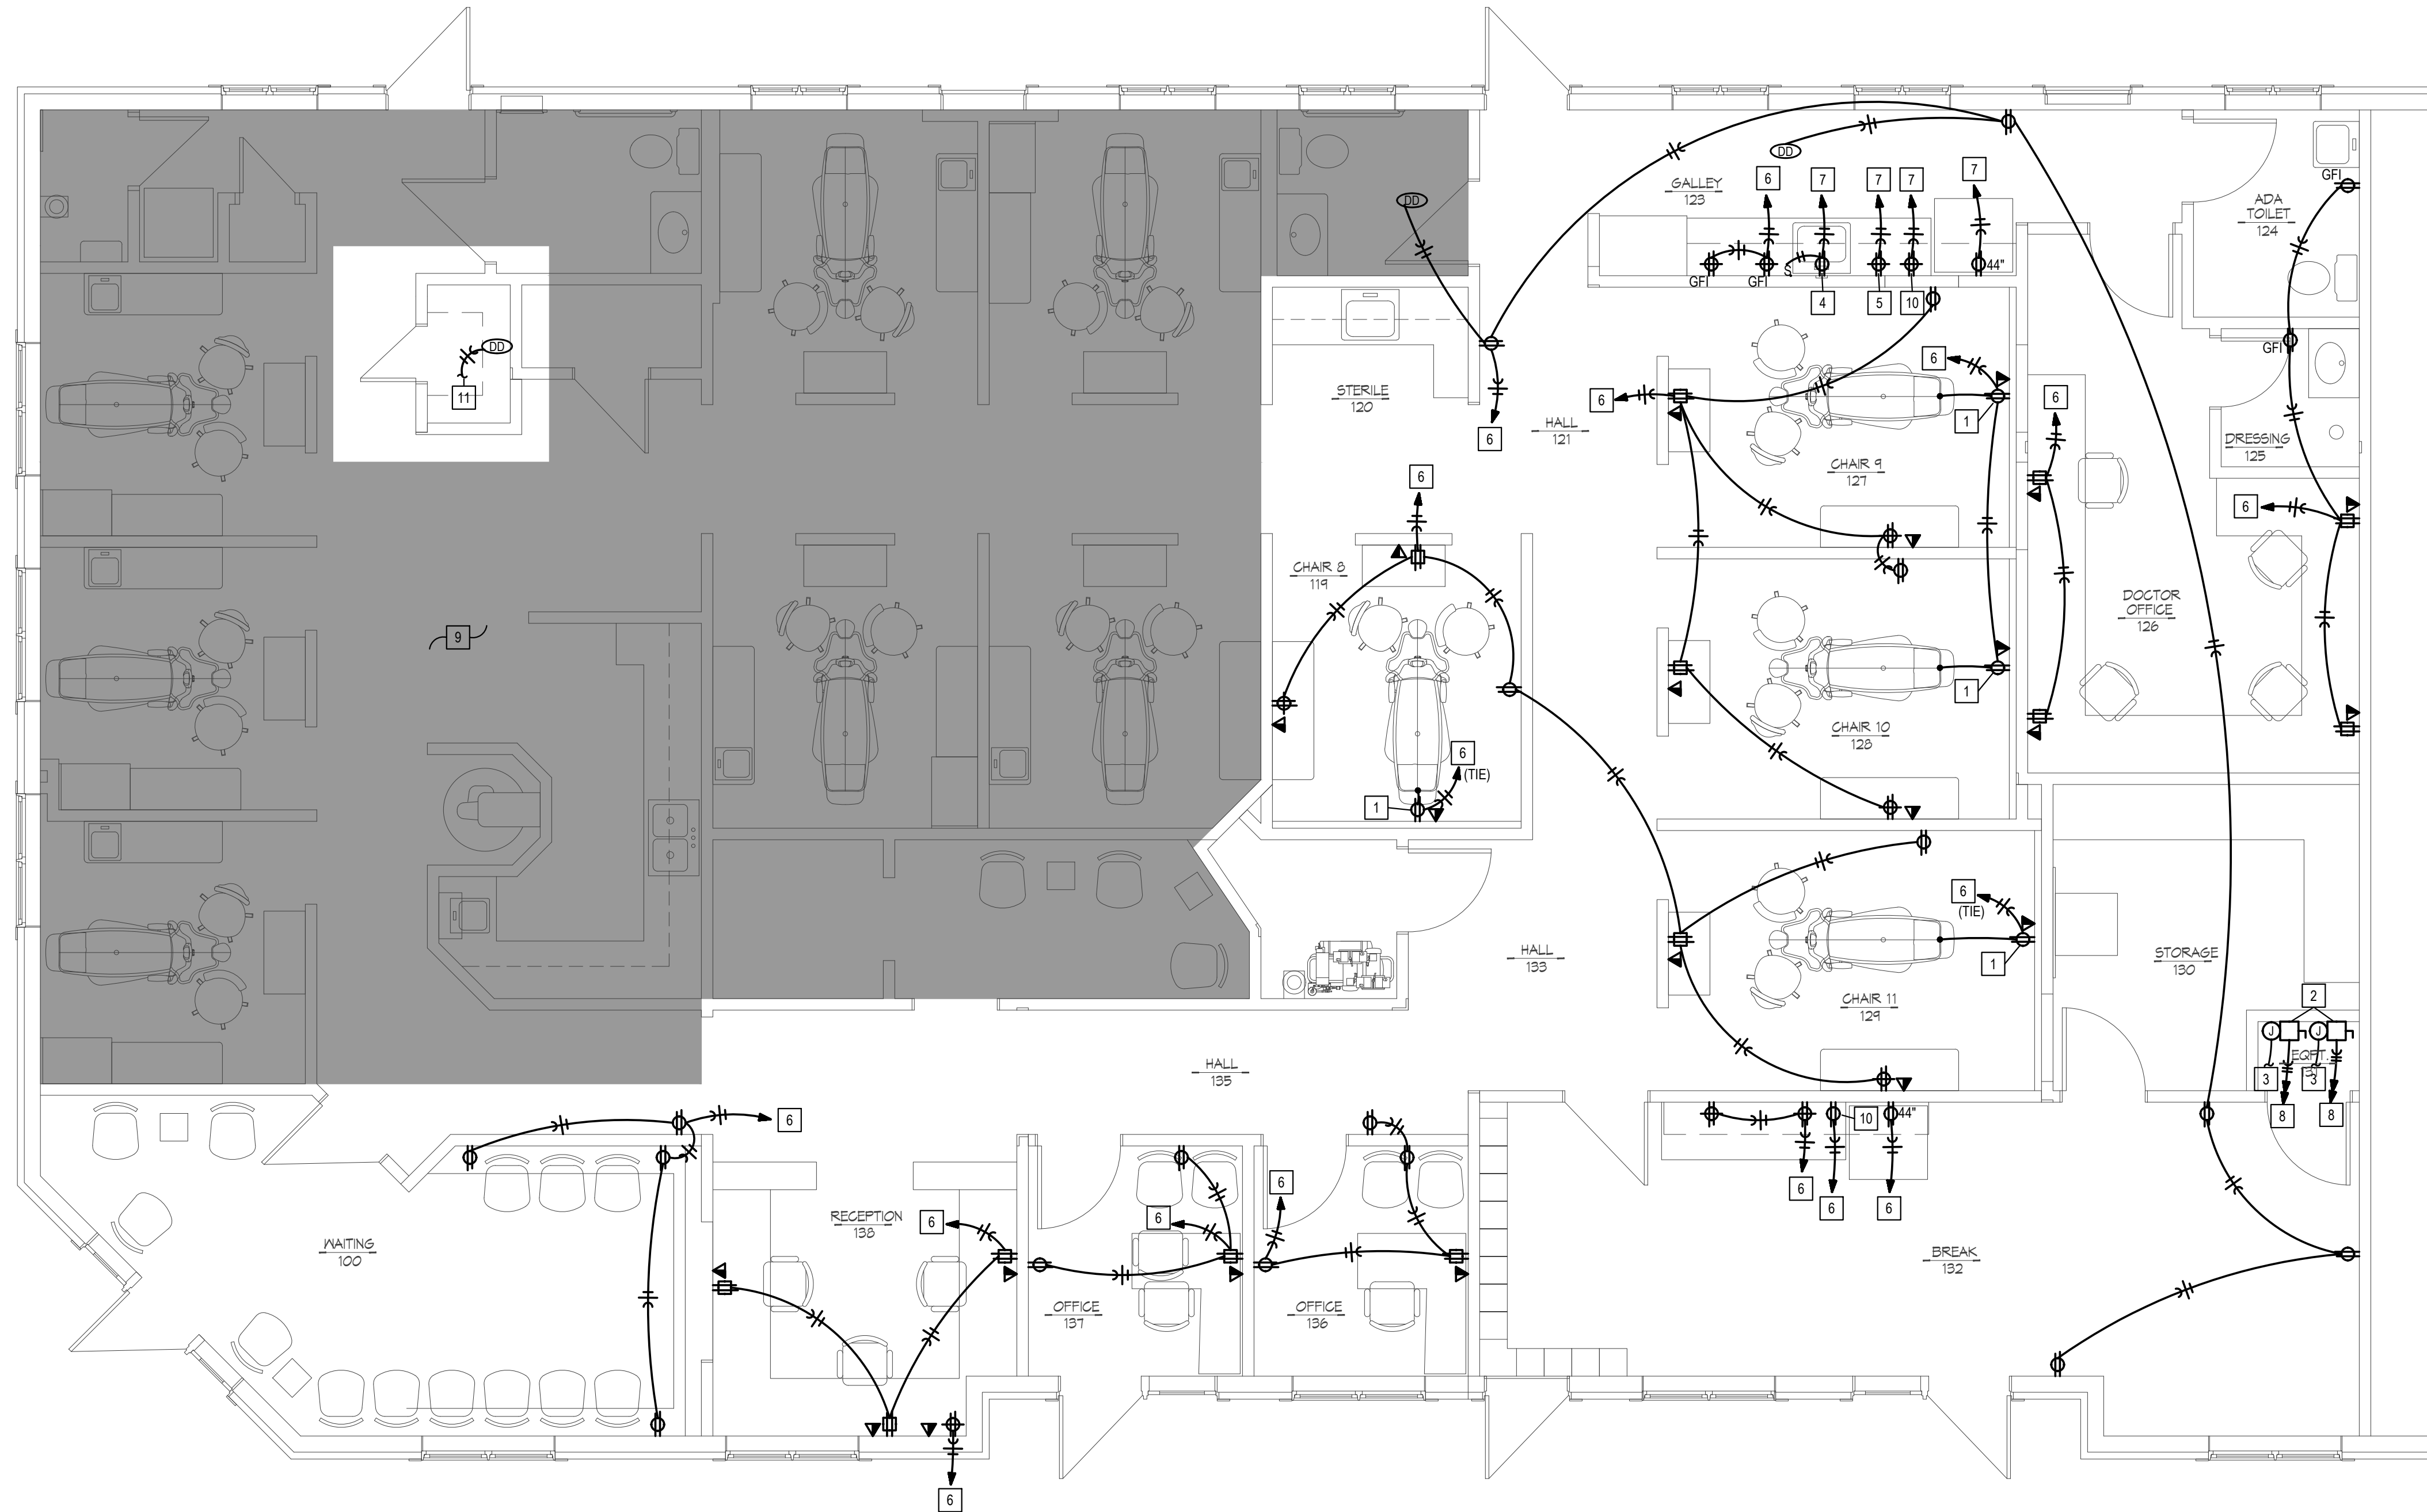 DD
GALLEY
123
6
7
7
7
7
GFI
ADA
TOILET
124
DD
GFI
GFI
S
44"
4
5
10
GFI
DD
11
STERILE
120
6
6
HALL
121
6
1
CHAIR 9
127
6
DRESSING
125
6
6
CHAIR 8
119
DOCTOR
OFFICE
126
9
1
CHAIR 10
128
6
(TIE)
1
6
(TIE)
HALL
133
1
STORAGE
130
CHAIR 11
129
2
J
J
EQPT.
3
3
HALL
135
6
10
44"
8
8
6
6
6
6
RECEPTION
138
6
6
WAITING
100
BREAK
132
OFFICE
137
OFFICE
136
6